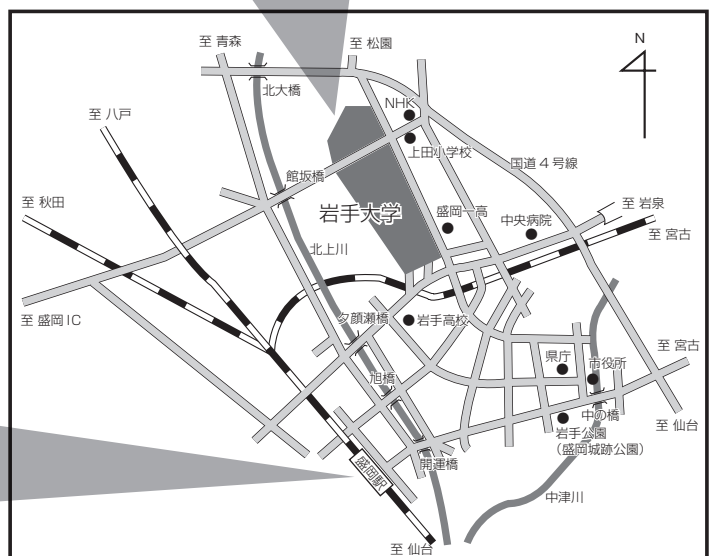 至 青森
至 松園
N
北大橋
NHK
至 八戸
上田小学校
国道4号線
館坂橋
至 秋田
岩手大学
盛岡一高
中央病院
至 岩泉
至 宮古
北上川
至 盛岡IC
夕顔瀬橋
岩手高校
至 宮古
県庁
市役所
旭橋
中の橋
至 仙台
岩手公園
(盛岡城跡公園)
開運橋
盛岡駅
中津川
至 仙台